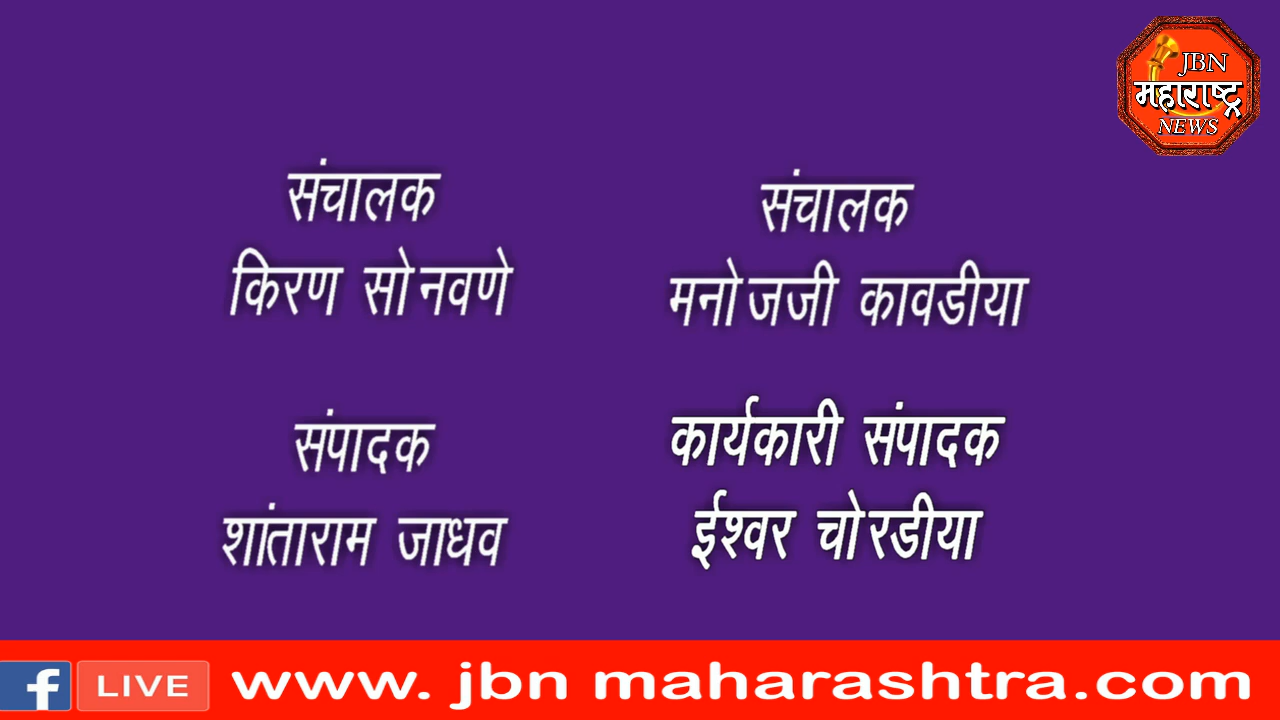 JBN
महाराष्ट्र
NEWS
संचालक
किरण सोनवणे
संचालक
मनोजजी कावडीया
संपादक
शांताराम जाधव
कार्यकारी संपादक
ईश्वर चोरडीया
f LIVE www. jbn maharashtra.com